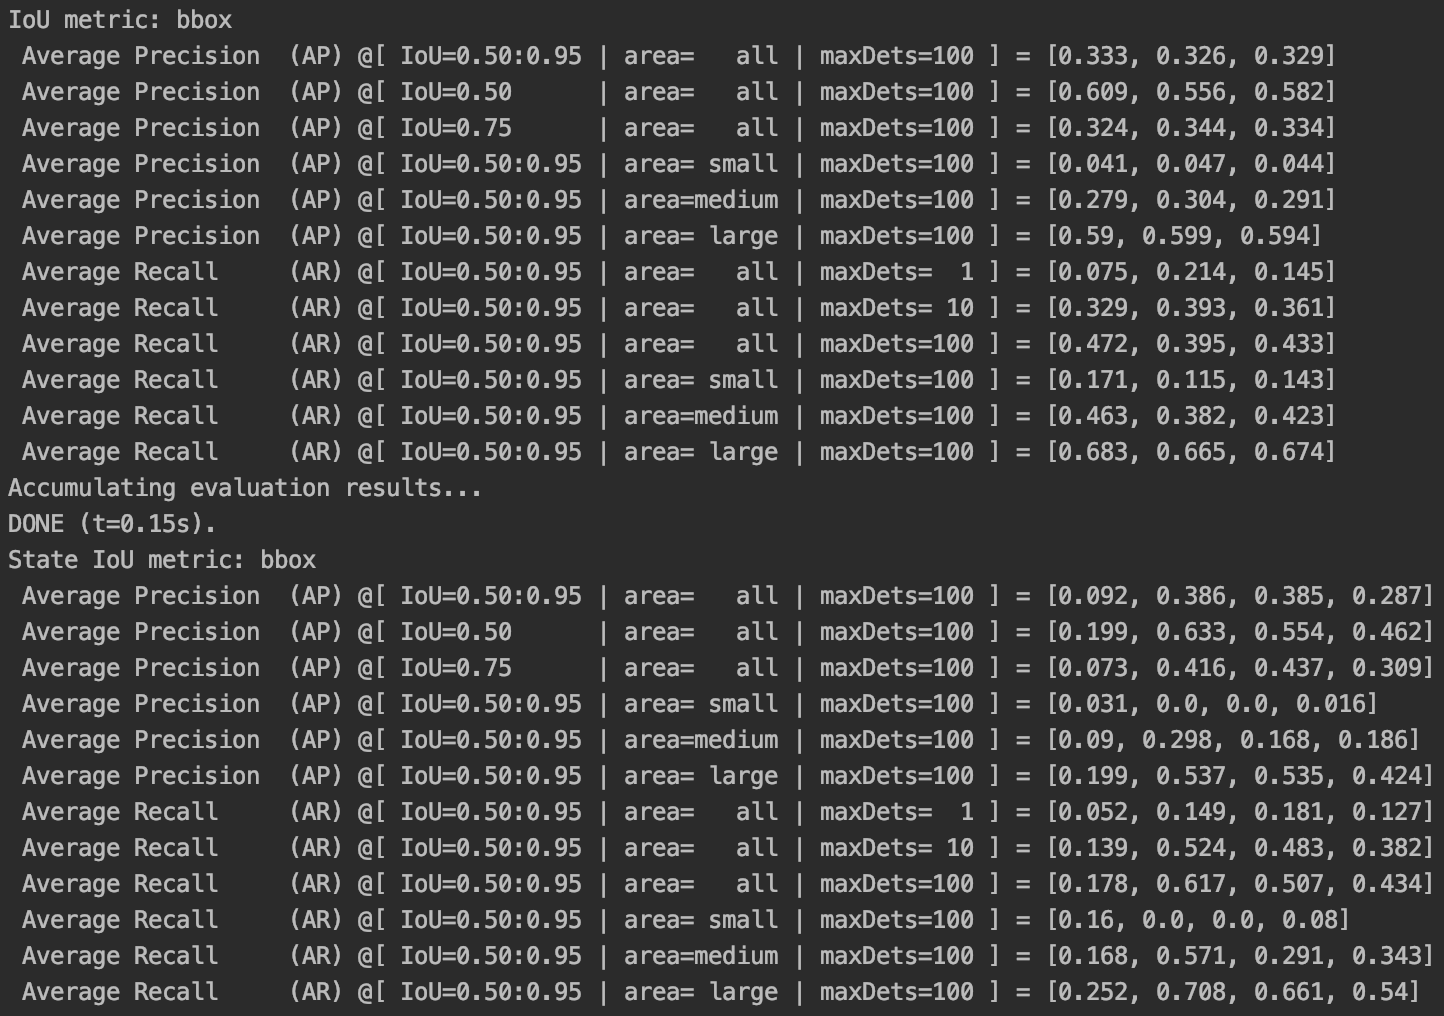 IoU metric: bbox
 Average Precision  (AP) @[ IoU=0.50:0.95 | area=   all | maxDets=100 ] = [0.333, 0.326, 0.329]
 Average Precision  (AP) @[ IoU=0.50      | area=   all | maxDets=100 ] = [0.609, 0.556, 0.582]
 Average Precision  (AP) @[ IoU=0.75      | area=   all | maxDets=100 ] = [0.324, 0.344, 0.334]
 Average Precision  (AP) @[ IoU=0.50:0.95 | area= small | maxDets=100 ] = [0.041, 0.047, 0.044]
 Average Precision  (AP) @[ IoU=0.50:0.95 | area=medium | maxDets=100 ] = [0.279, 0.304, 0.291]
 Average Precision  (AP) @[ IoU=0.50:0.95 | area= large | maxDets=100 ] = [0.59, 0.599, 0.594]
 Average Recall     (AR) @[ IoU=0.50:0.95 | area=   all | maxDets=  1 ] = [0.075, 0.214, 0.145]
 Average Recall     (AR) @[ IoU=0.50:0.95 | area=   all | maxDets= 10 ] = [0.329, 0.393, 0.361]
 Average Recall     (AR) @[ IoU=0.50:0.95 | area=   all | maxDets=100 ] = [0.472, 0.395, 0.433]
 Average Recall     (AR) @[ IoU=0.50:0.95 | area= small | maxDets=100 ] = [0.171, 0.115, 0.143]
 Average Recall     (AR) @[ IoU=0.50:0.95 | area=medium | maxDets=100 ] = [0.463, 0.382, 0.423]
 Average Recall     (AR) @[ IoU=0.50:0.95 | area= large | maxDets=100 ] = [0.683, 0.665, 0.674]
Accumulating evaluation results...
DONE (t=0.15s).
State IoU metric: bbox
 Average Precision  (AP) @[ IoU=0.50:0.95 | area=   all | maxDets=100 ] = [0.092, 0.386, 0.385, 0.287]
 Average Precision  (AP) @[ IoU=0.50      | area=   all | maxDets=100 ] = [0.199, 0.633, 0.554, 0.462]
 Average Precision  (AP) @[ IoU=0.75      | area=   all | maxDets=100 ] = [0.073, 0.416, 0.437, 0.309]
 Average Precision  (AP) @[ IoU=0.50:0.95 | area= small | maxDets=100 ] = [0.031, 0.0, 0.0, 0.016]
 Average Precision  (AP) @[ IoU=0.50:0.95 | area=medium | maxDets=100 ] = [0.09, 0.298, 0.168, 0.186]
 Average Precision  (AP) @[ IoU=0.50:0.95 | area= large | maxDets=100 ] = [0.199, 0.537, 0.535, 0.424]
 Average Recall     (AR) @[ IoU=0.50:0.95 | area=   all | maxDets=  1 ] = [0.052, 0.149, 0.181, 0.127]
 Average Recall     (AR) @[ IoU=0.50:0.95 | area=   all | maxDets= 10 ] = [0.139, 0.524, 0.483, 0.382]
 Average Recall     (AR) @[ IoU=0.50:0.95 | area=   all | maxDets=100 ] = [0.178, 0.617, 0.507, 0.434]
 Average Recall     (AR) @[ IoU=0.50:0.95 | area= small | maxDets=100 ] = [0.16, 0.0, 0.0, 0.08]
 Average Recall     (AR) @[ IoU=0.50:0.95 | area=medium | maxDets=100 ] = [0.168, 0.571, 0.291, 0.343]
 Average Recall     (AR) @[ IoU=0.50:0.95 | area= large | maxDets=100 ] = [0.252, 0.708, 0.661, 0.54]